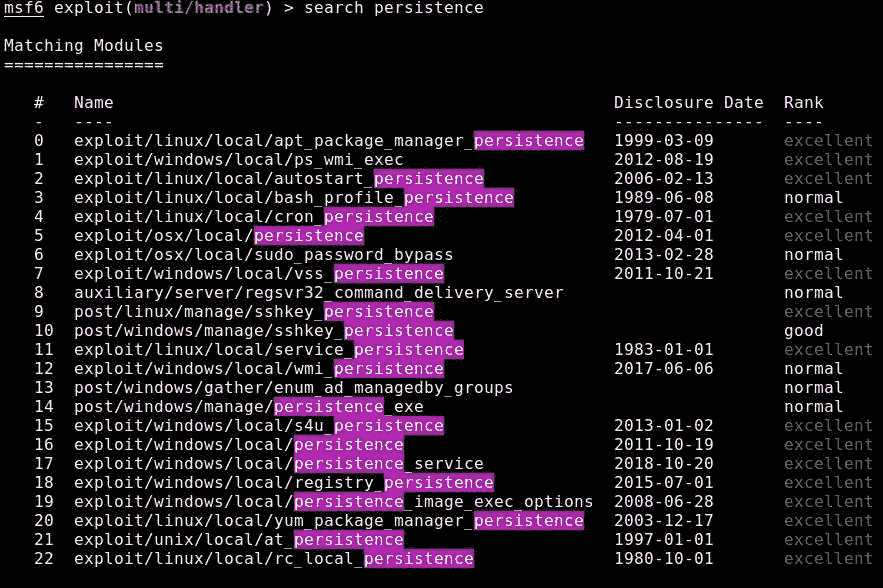 msf6 exploit(multi/handler) > search persistence
Matching Modules
================
# Name Disclosure Date Rank
- ---- --------------- ----
0 exploit/linux/local/apt_package_manager_persistence 1999-03-09 excellent
1 exploit/windows/local/ps_wmi_exec 2012-08-19 excellent
2 exploit/linux/local/autostart_persistence 2006-02-13 excellent
3 exploit/linux/local/bash_profile_persistence 1989-06-08 normal
4 exploit/linux/local/cron_persistence 1979-07-01 excellent
5 exploit/osx/local/persistence 2012-04-01 excellent
6 exploit/osx/local/sudo_password_bypass 2013-02-28 normal
7 exploit/windows/local/vss_persistence 2011-10-21 excellent
8 auxiliary/server/regsvr32_command_delivery_server normal
9 post/linux/manage/sshkey_persistence excellent
10 post/windows/manage/sshkey_persistence good
11 exploit/linux/local/service_persistence 1983-01-01 excellent
12 exploit/windows/local/wmi_persistence 2017-06-06 normal
13 post/windows/gather/enum_ad_managedby_groups normal
14 post/windows/manage/persistence_exe normal
15 exploit/windows/local/s4u_persistence 2013-01-02 excellent
16 exploit/windows/local/persistence 2011-10-19 excellent
17 exploit/windows/local/persistence_service 2018-10-20 excellent
18 exploit/windows/local/registry_persistence 2015-07-01 excellent
19 exploit/windows/local/persistence_image_exec_options 2008-06-28 excellent
20 exploit/linux/local/yum_package_manager_persistence 2003-12-17 excellent
21 exploit/unix/local/at_persistence 1997-01-01 excellent
22 exploit/linux/local/rc_local_persistence 1980-10-01 excellent